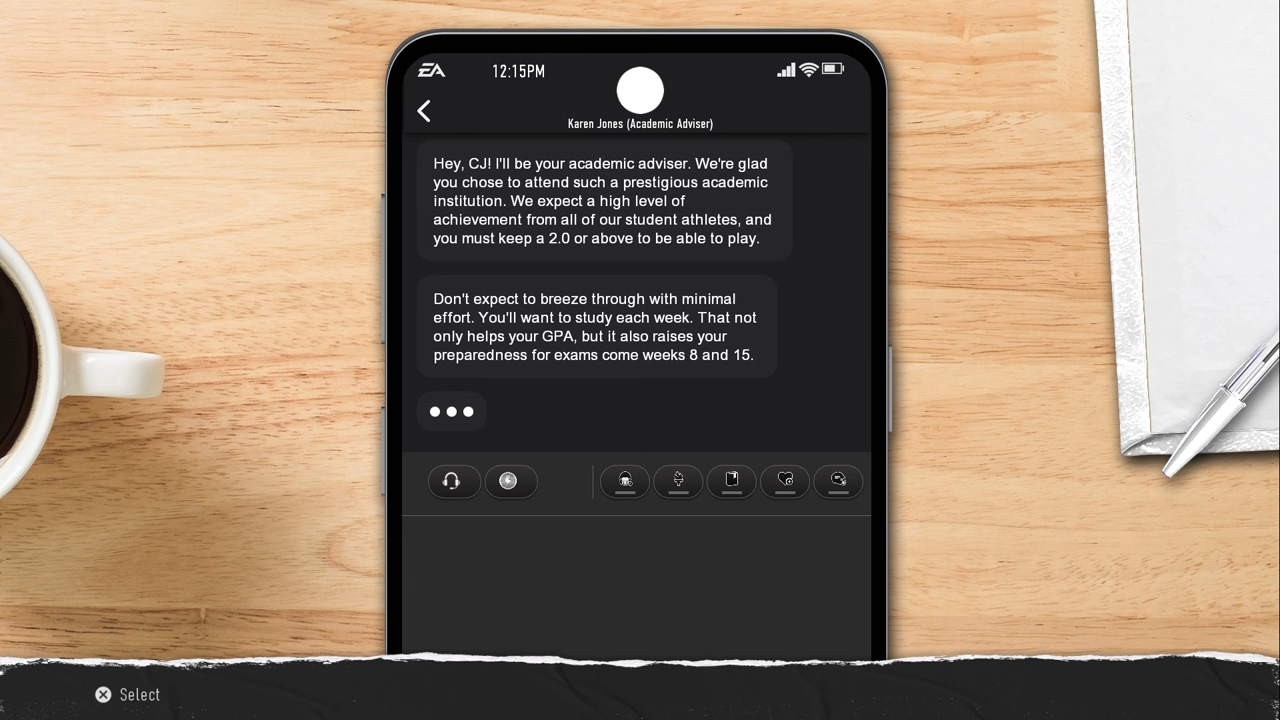 EA
12:15PM
Karen Jones (Academic Adviser)
Hey, CJ! I'll be your academic adviser. We're glad
you chose to attend such a prestigious academic
institution. We expect a high level of
achievement from all of our student athletes, and
you must keep a 2.0 or above to be able to play.
Don't expect to breeze through with minimal
effort. You'll want to study each week. That not
only helps your GPA, but it also raises your
preparedness for exams come weeks 8 and 15.
Select